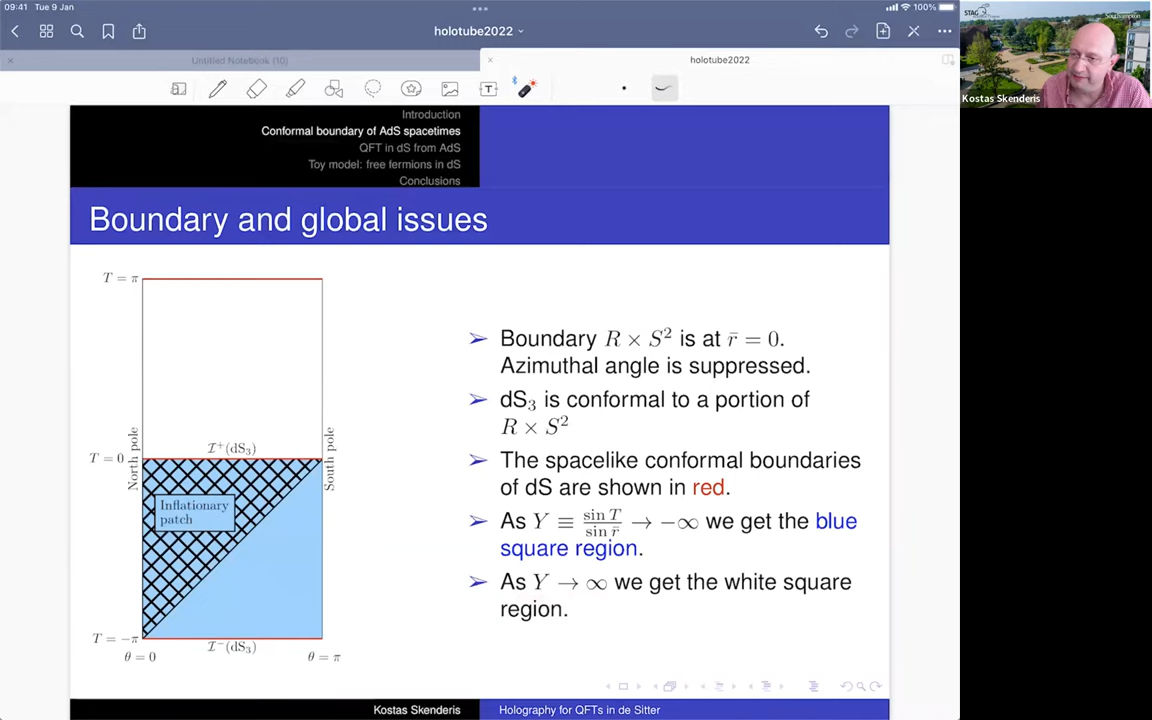 09:41 Tue 9 Jan
100%
holotube2022
Untitled Notebook (10)
holotube2022
STAG
Southampton
Kostas Skenderis
Introduction
Conformal boundary of AdS spacetimes
QFT in dS from AdS
Toy model: free fermions in dS
Conclusions
Boundary and global issues
T = π
T = 0
T = −π
North pole
South pole
I⁺(dS₃)
Inflationary
patch
I⁻(dS₃)
θ = 0
θ = π
➢ Boundary R × S² is at r̄ = 0.
Azimuthal angle is suppressed.
➢ dS₃ is conformal to a portion of
R × S²
➢ The spacelike conformal boundaries
of dS are shown in red.
➢ As Y ≡ sin T / sin r̄ → −∞ we get the blue
square region.
➢ As Y → ∞ we get the white square
region.
Kostas Skenderis
Holography for QFTs in de Sitter